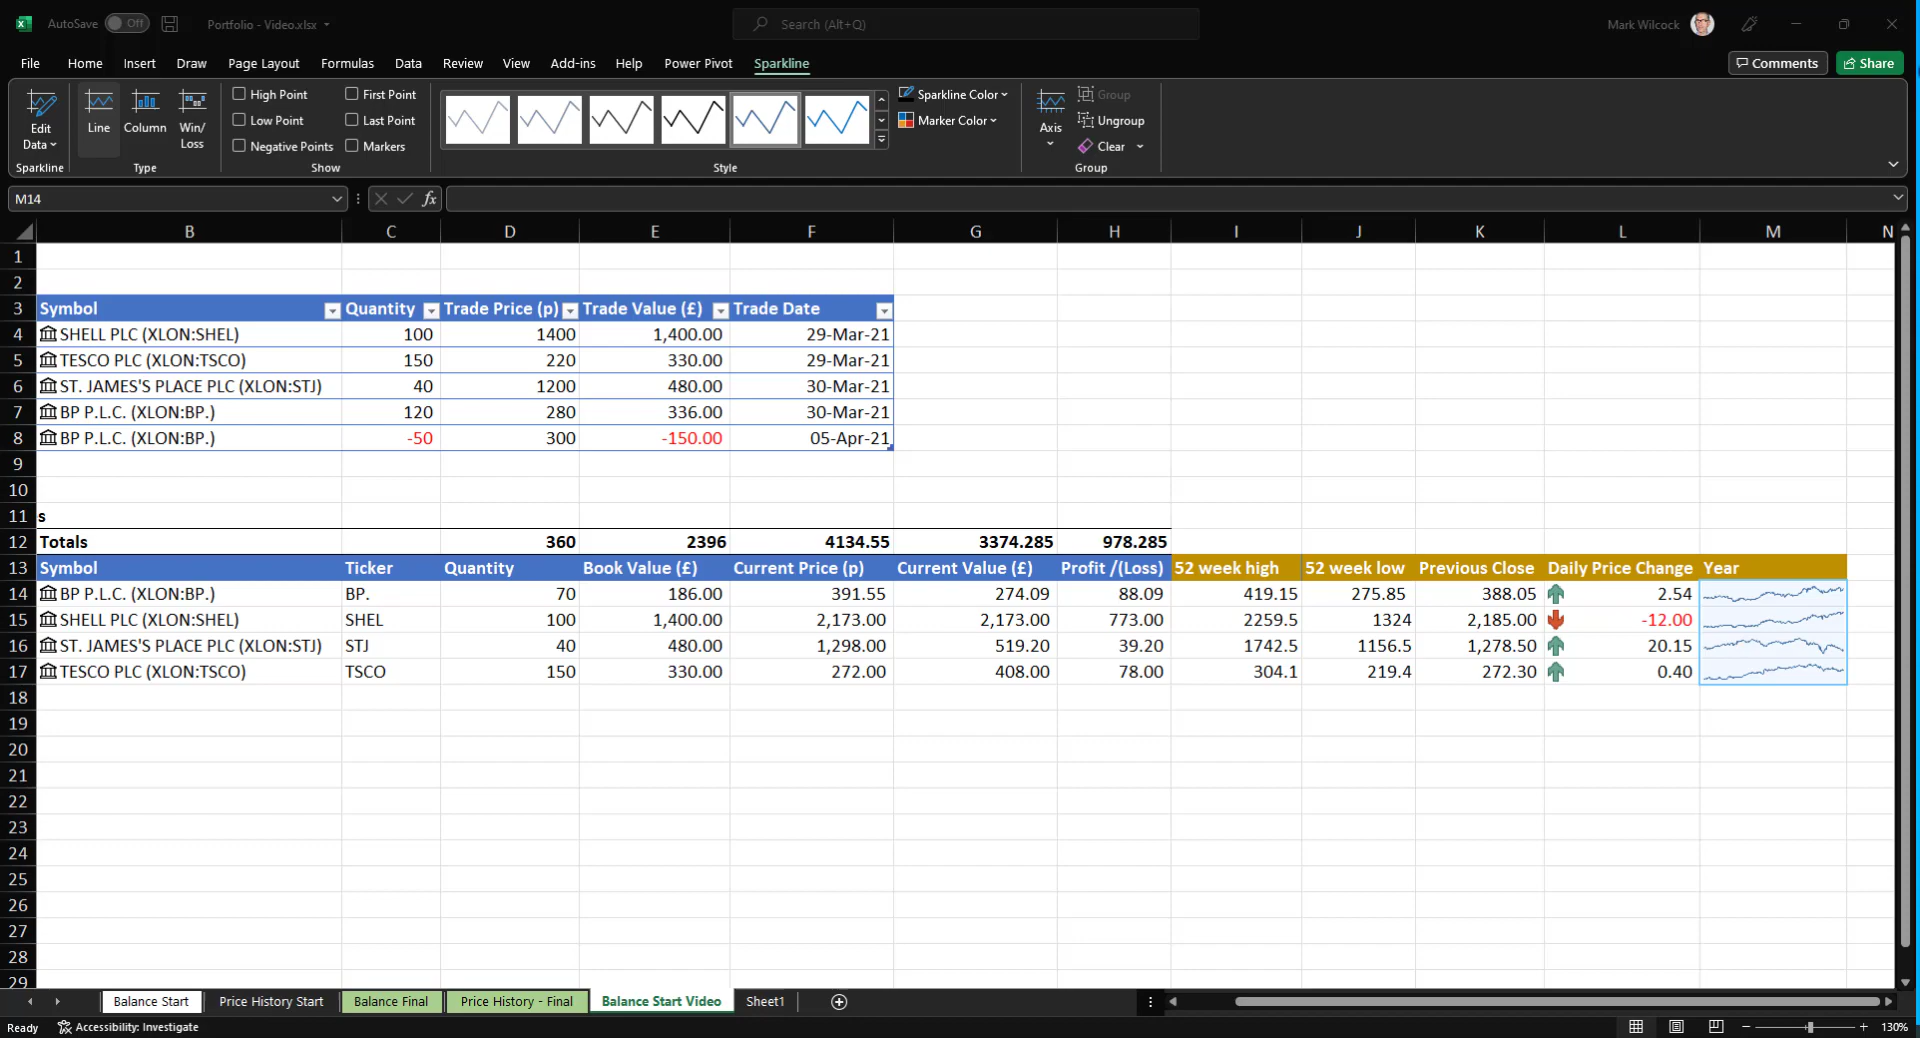 AutoSave Off Portfolio - Video.xlsx Search (Alt+Q) Mark Wilcock
File Home Insert Draw Page Layout Formulas Data Review View Add-ins Help Power Pivot Sparkline Comments Share
Edit Data
Sparkline
Line Column Win/ Loss
Type
High Point First Point
Low Point Last Point
Negative Points Markers
Show
Style
Sparkline Color
Marker Color
Axis
Group
Ungroup
Clear
Group
M14 fx
B C D E F G H I J K L M N
1
2
3 Symbol Quantity Trade Price (p) Trade Value (£) Trade Date
4 SHELL PLC (XLON:SHEL) 100 1400 1,400.00 29-Mar-21
5 TESCO PLC (XLON:TSCO) 150 220 330.00 29-Mar-21
6 ST. JAMES'S PLACE PLC (XLON:STJ) 40 1200 480.00 30-Mar-21
7 BP P.L.C. (XLON:BP.) 120 280 336.00 30-Mar-21
8 BP P.L.C. (XLON:BP.) -50 300 -150.00 05-Apr-21
9
10
11 s
12 Totals 360 2396 4134.55 3374.285 978.285
13 Symbol Ticker Quantity Book Value (£) Current Price (p) Current Value (£) Profit /(Loss) 52 week high 52 week low Previous Close Daily Price Change Year
14 BP P.L.C. (XLON:BP.) BP. 70 186.00 391.55 274.09 88.09 419.15 275.85 388.05 2.54
15 SHELL PLC (XLON:SHEL) SHEL 100 1,400.00 2,173.00 2,173.00 773.00 2259.5 1324 2,185.00 -12.00
16 ST. JAMES'S PLACE PLC (XLON:STJ) STJ 40 480.00 1,298.00 519.20 39.20 1742.5 1156.5 1,278.50 20.15
17 TESCO PLC (XLON:TSCO) TSCO 150 330.00 272.00 408.00 78.00 304.1 219.4 272.30 0.40
18
19
20
21
22
23
24
25
26
27
28
29
Balance Start Price History Start Balance Final Price History - Final Balance Start Video Sheet1
Ready Accessibility: Investigate 130%